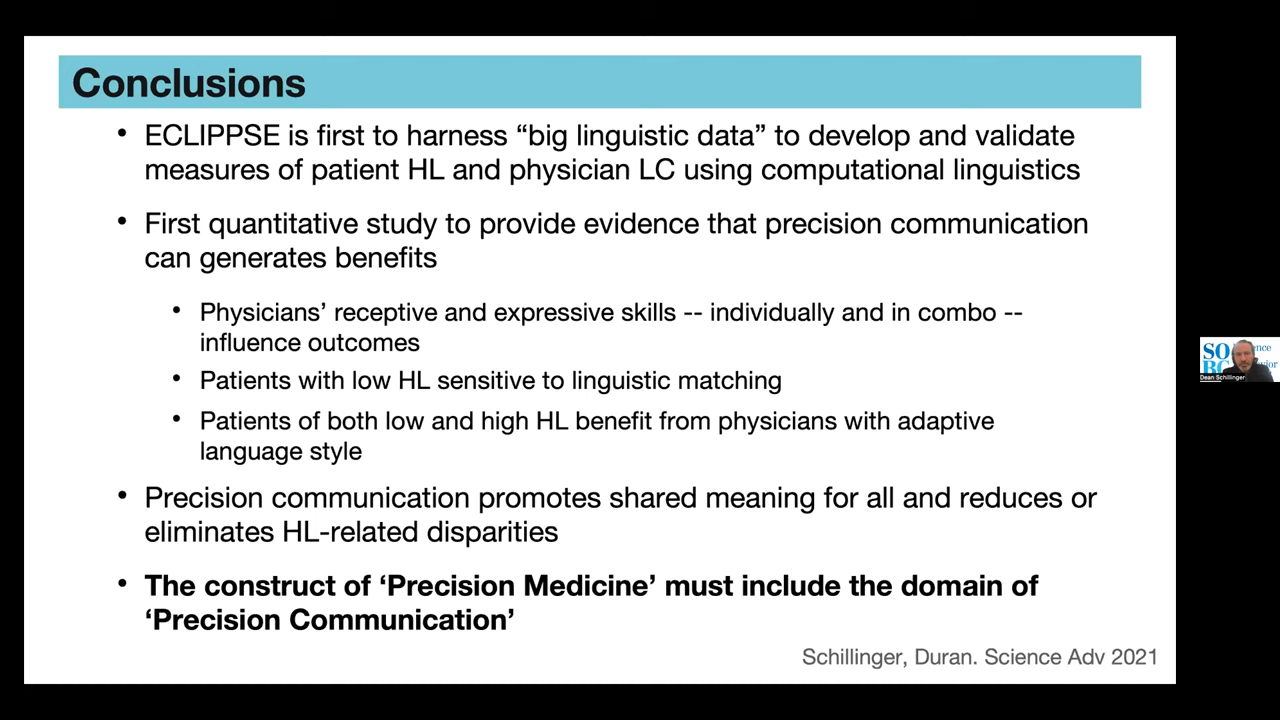 Conclusions
• ECLIPPSE is first to harness “big linguistic data” to develop and validate
measures of patient HL and physician LC using computational linguistics
• First quantitative study to provide evidence that precision communication
can generates benefits
• Physicians’ receptive and expressive skills -- individually and in combo --
influence outcomes
• Patients with low HL sensitive to linguistic matching
• Patients of both low and high HL benefit from physicians with adaptive
language style
• Precision communication promotes shared meaning for all and reduces or
eliminates HL-related disparities
• The construct of ‘Precision Medicine’ must include the domain of
‘Precision Communication’
Schillinger, Duran. Science Adv 2021
SO
Dean Schillinger